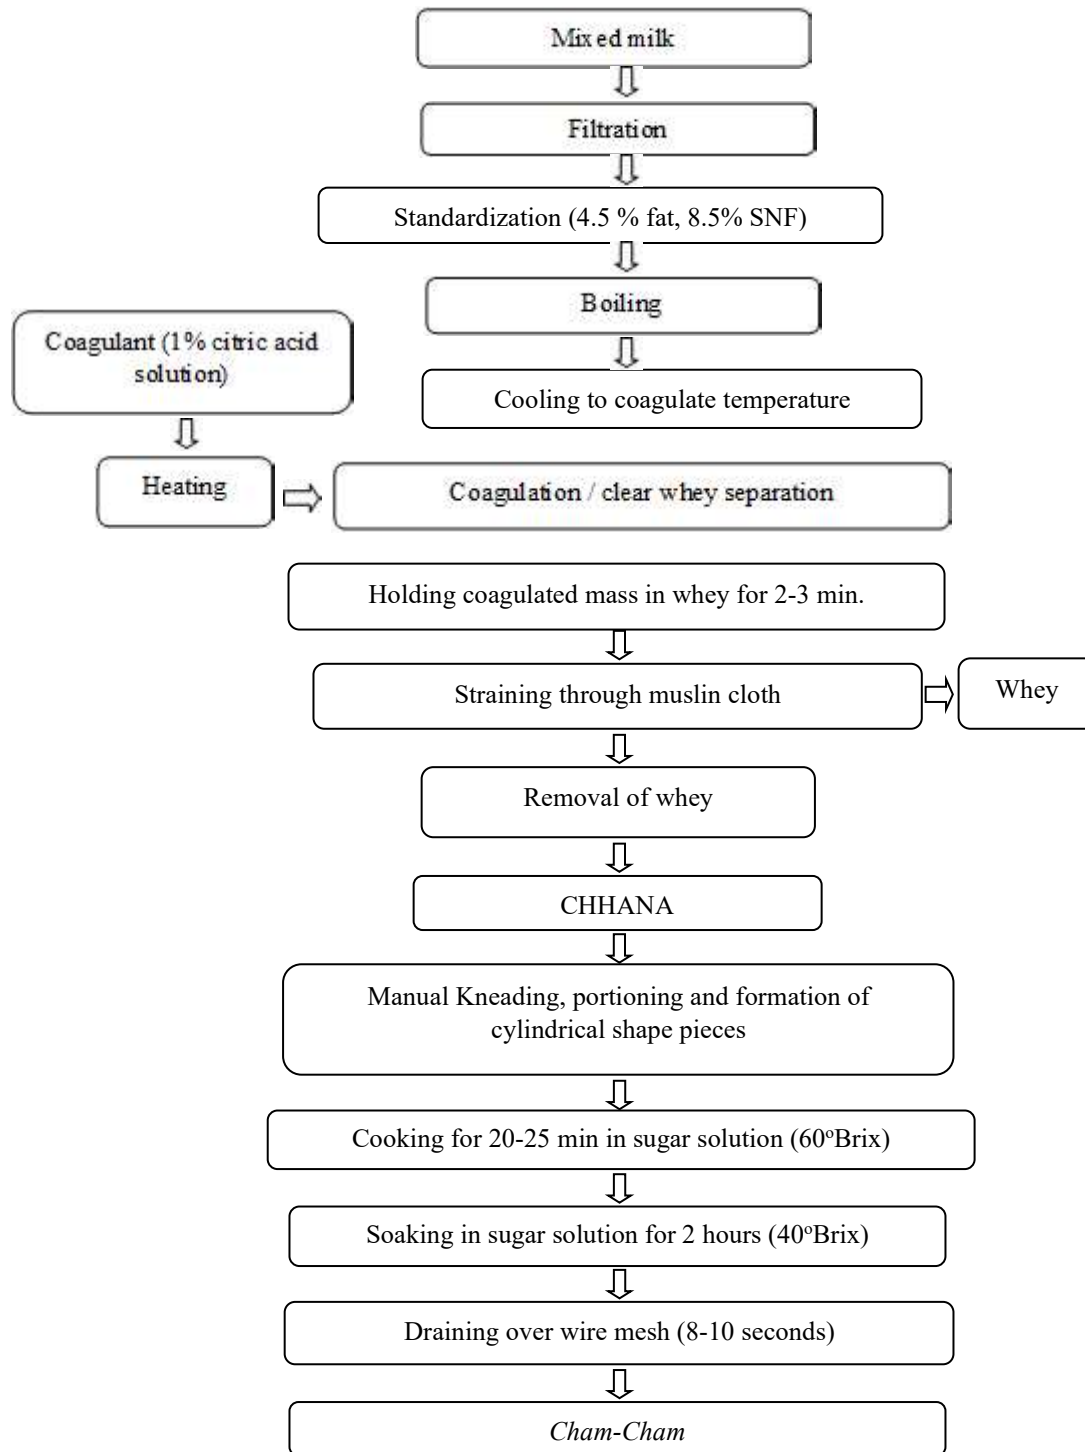 Mixed milk
Filtration
Standardization (4.5 % fat, 8.5% SNF)
Boiling
Coagulant (1% citric acid
solution)
Cooling to coagulate temperature
Heating
Coagulation / clear whey separation
Holding coagulated mass in whey for 2-3 min.
Straining through muslin cloth
Whey
Removal of whey
CHHANA
Manual Kneading, portioning and formation of
cylindrical shape pieces
Cooking for 20-25 min in sugar solution (60°Brix)
Soaking in sugar solution for 2 hours (40°Brix)
Draining over wire mesh (8-10 seconds)
Cham-Cham